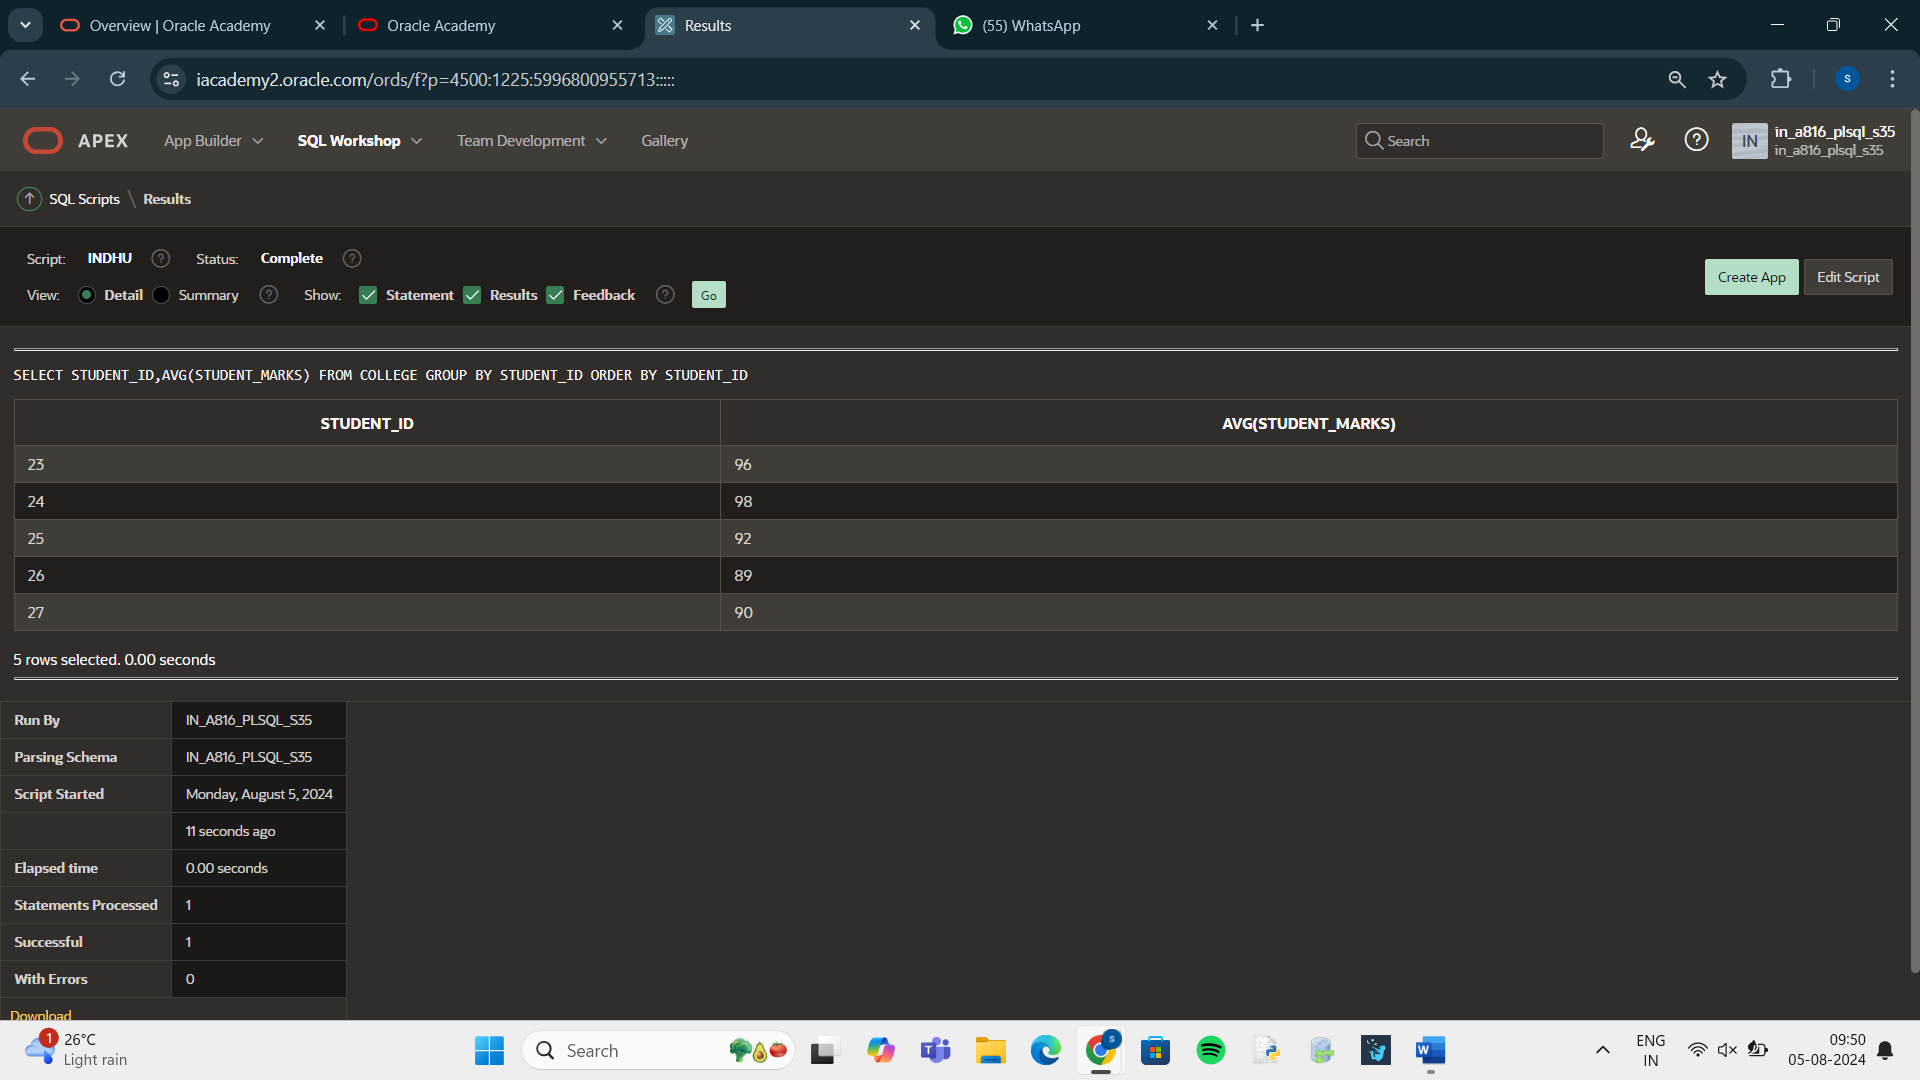 Overview | Oracle Academy
Oracle Academy
Results
(55) WhatsApp
iacademy2.oracle.com/ords/f?p=4500:1225:5996800955713:::::
S
APEX
App Builder
SQL Workshop
Team Development
Gallery
Search
IN
in_a816_plsql_s35
in_a816_plsql_s35
SQL Scripts \ Results
Script: INDHU ? Status: Complete ?
View: Detail Summary ? Show: Statement Results Feedback ? Go
Create App
Edit Script
SELECT STUDENT_ID,AVG(STUDENT_MARKS) FROM COLLEGE GROUP BY STUDENT_ID ORDER BY STUDENT_ID
STUDENT_ID AVG(STUDENT_MARKS)
23 96
24 98
25 92
26 89
27 90
5 rows selected. 0.00 seconds
Run By IN_A816_PLSQL_S35
Parsing Schema IN_A816_PLSQL_S35
Script Started Monday, August 5, 2024
11 seconds ago
Elapsed time 0.00 seconds
Statements Processed 1
Successful 1
With Errors 0
Download
1
26°C
Light rain
Search
ENG
IN
09:50
05-08-2024